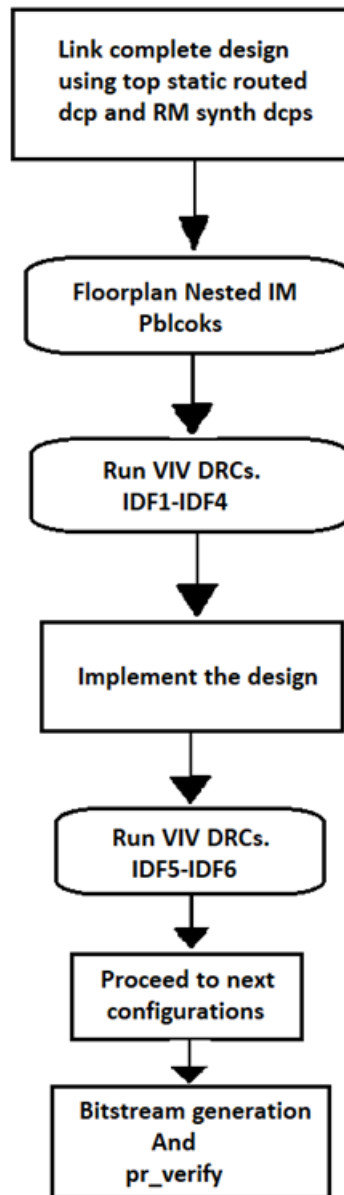 Link complete design
using top static routed
dcp and RM synth dcps
Floorplan Nested IM
Pblcoks
Run VIV DRCs.
IDF1-IDF4
Implement the design
Run VIV DRCs.
IDF5-IDF6
Proceed to next
configurations
Bitstream generation
And
pr_verify